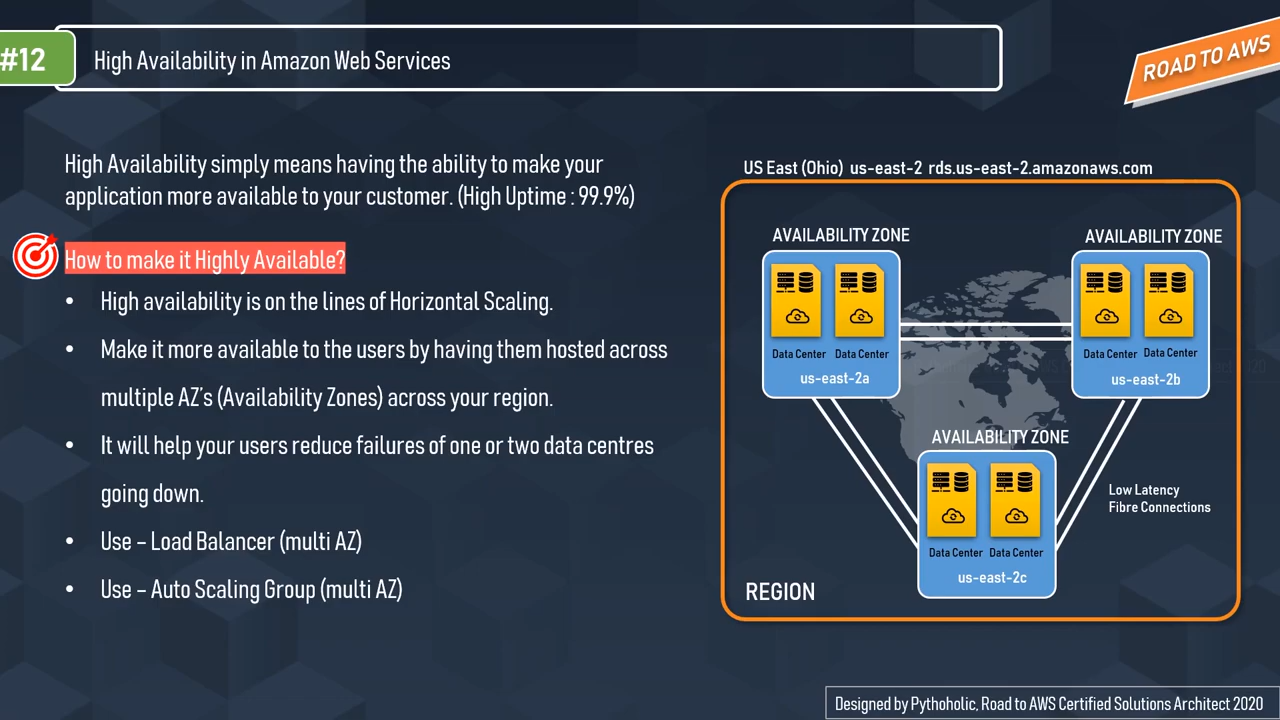 #12
High Availability in Amazon Web Services
ROAD TO AWS
High Availability simply means having the ability to make your
application more available to your customer. (High Uptime : 99.9%)
How to make it Highly Available?
• High availability is on the lines of Horizontal Scaling.
• Make it more available to the users by having them hosted across
multiple AZ's (Availability Zones) across your region.
• It will help your users reduce failures of one or two data centres
going down.
• Use – Load Balancer (multi AZ)
• Use – Auto Scaling Group (multi AZ)
US East (Ohio) us-east-2 rds.us-east-2.amazonaws.com
AVAILABILITY ZONE
Data Center Data Center
us-east-2a
AVAILABILITY ZONE
Data Center Data Center
us-east-2b
AVAILABILITY ZONE
Data Center Data Center
us-east-2c
Low Latency
Fibre Connections
REGION
Designed by Pythoholic, Road to AWS Certified Solutions Architect 2020